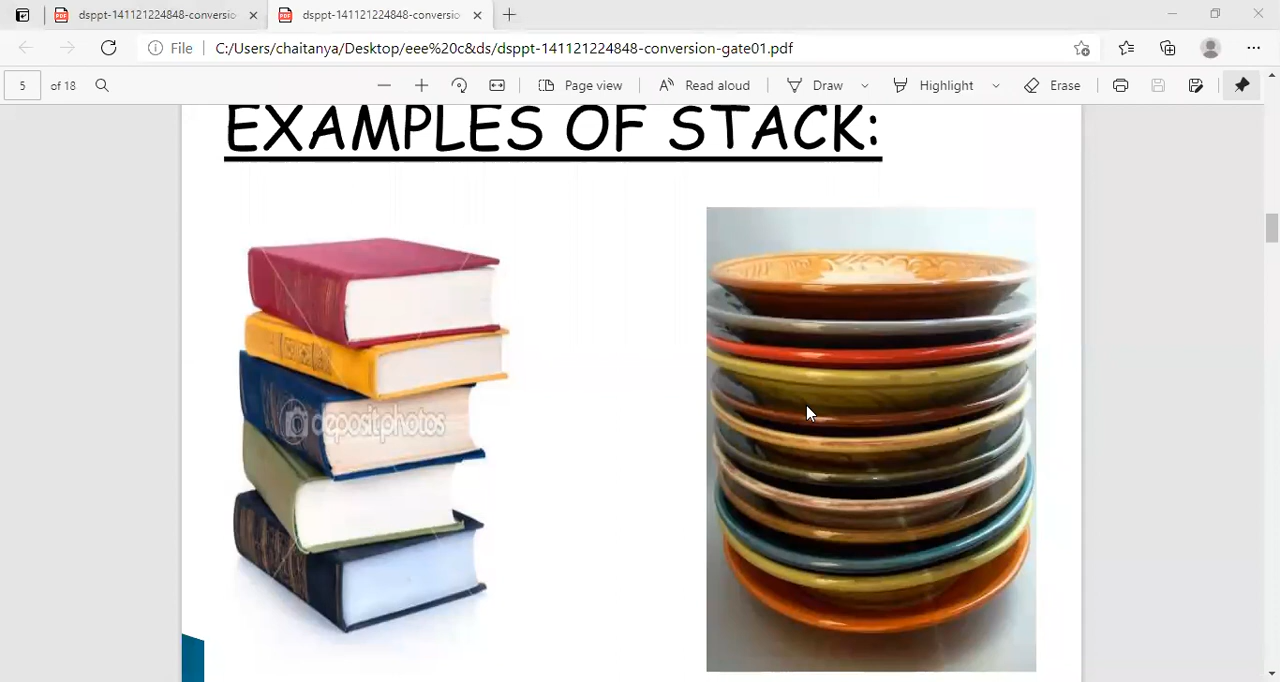 dsppt-141121224848-conversio
dsppt-141121224848-conversio
File
C:/Users/chaitanya/Desktop/eee%20c&ds/dsppt-141121224848-conversion-gate01.pdf
5 of 18
Page view
Read aloud
Draw
Highlight
Erase
EXAMPLES OF STACK:
depositphotos